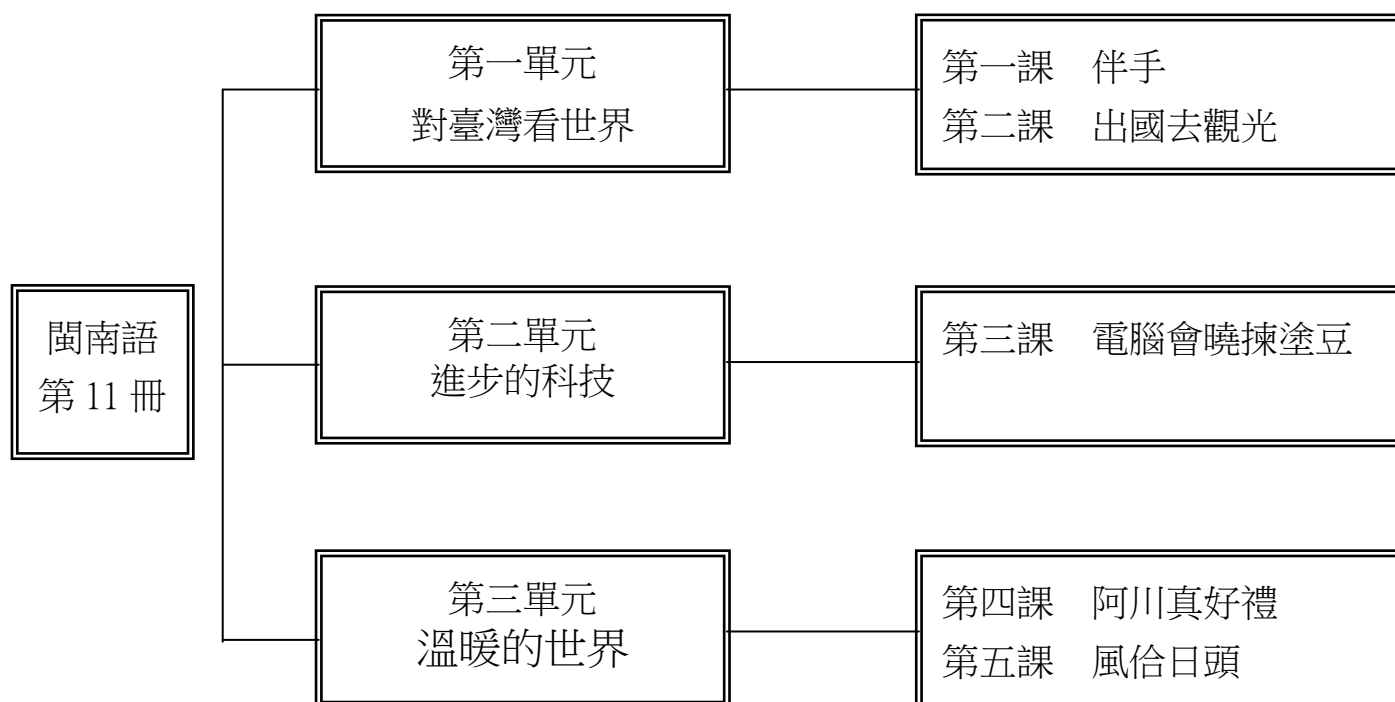 閩南語
第 11 冊
第一單元
對臺灣看世界
第一課　伴手
第二課　出國去觀光
第二單元
進步的科技
第三課　電腦會曉揀塗豆
第三單元
溫暖的世界
第四課　阿川真好禮
第五課　風佮日頭